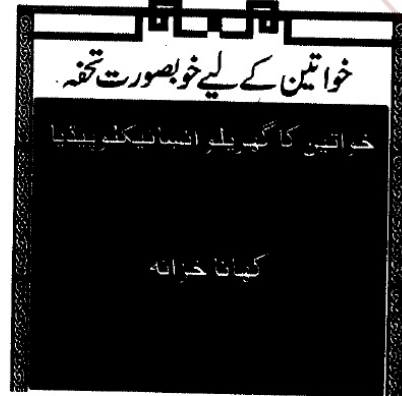 خواتین کے لیے خوبصورت تحفہ
خواتین کا گھریلو انسائیکلوپیڈیا
کھانا خزانہ